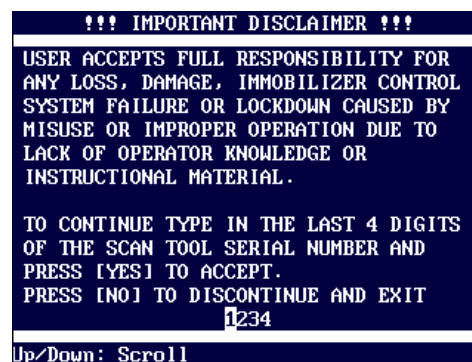 !!! IMPORTANT DISCLAIMER !!!
USER ACCEPTS FULL RESPONSIBILITY FOR
ANY LOSS, DAMAGE, IMMOBILIZER CONTROL
SYSTEM FAILURE OR LOCKDOWN CAUSED BY
MISUSE OR IMPROPER OPERATION DUE TO
LACK OF OPERATOR KNOWLEDGE OR
INSTRUCTIONAL MATERIAL.
TO CONTINUE TYPE IN THE LAST 4 DIGITS
OF THE SCAN TOOL SERIAL NUMBER AND
PRESS [YES] TO ACCEPT.
PRESS [NO] TO DISCONTINUE AND EXIT
1234
Up/Down: Scroll